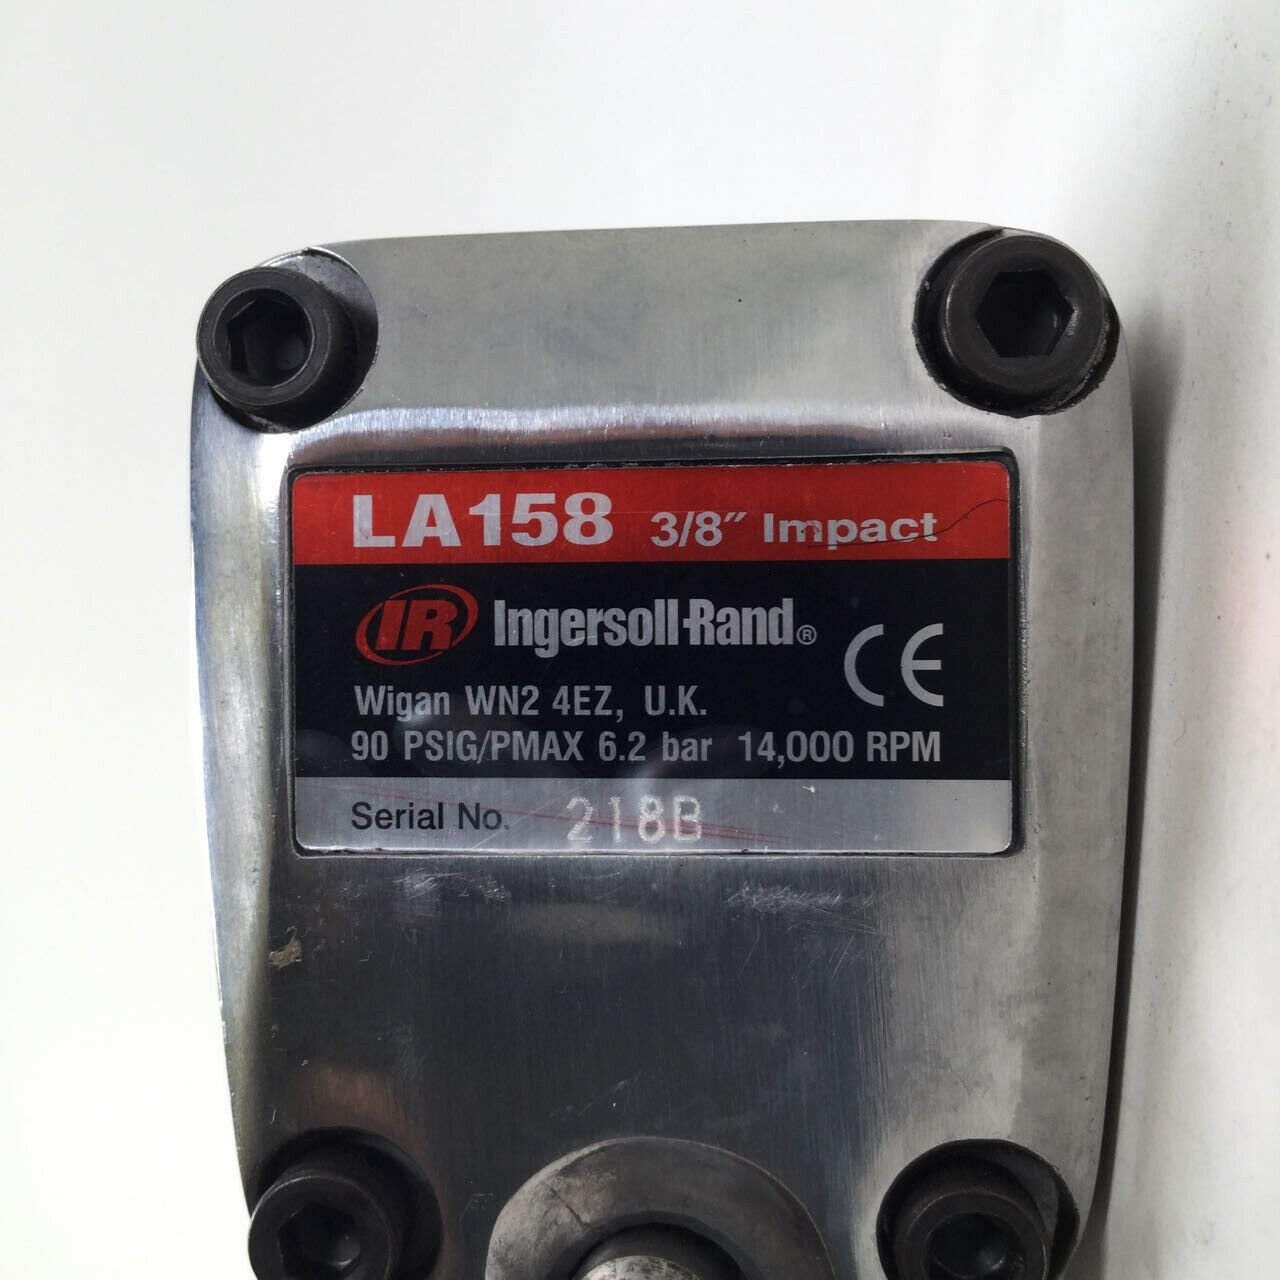 LA158 3/8″ Impact
IR Ingersoll-Rand®
CE
Wigan WN2 4EZ, U.K.
90 PSIG/PMAX 6.2 bar 14,000 RPM
Serial No. 218B